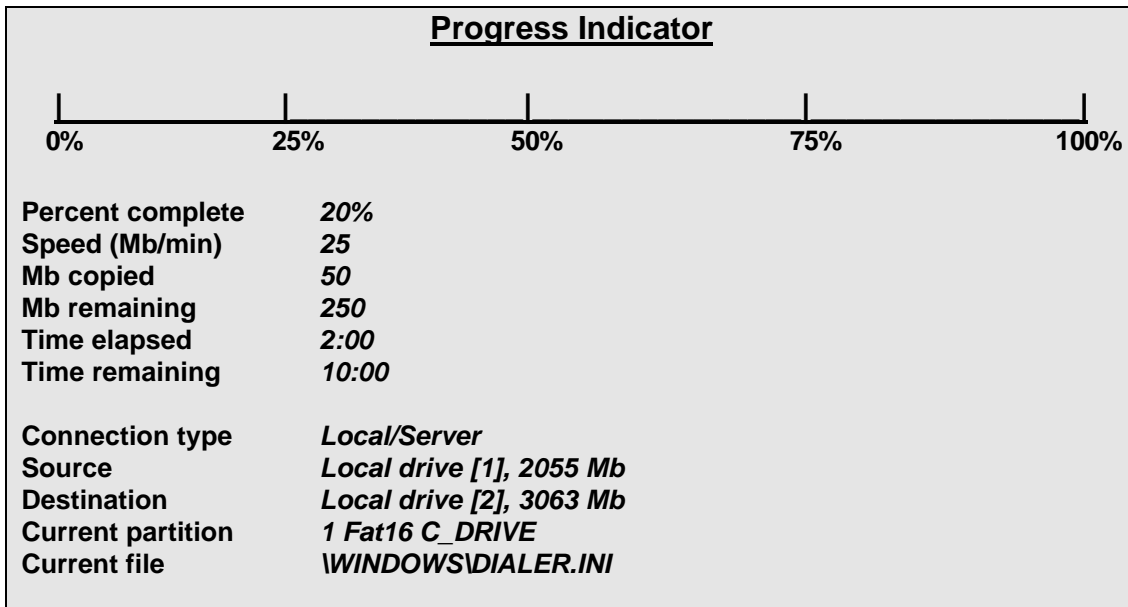 Progress Indicator
0% 25% 50% 75% 100%
Percent complete 20%
Speed (Mb/min) 25
Mb copied 50
Mb remaining 250
Time elapsed 2:00
Time remaining 10:00
Connection type Local/Server
Source Local drive [1], 2055 Mb
Destination Local drive [2], 3063 Mb
Current partition 1 Fat16 C_DRIVE
Current file \WINDOWS\DIALER.INI